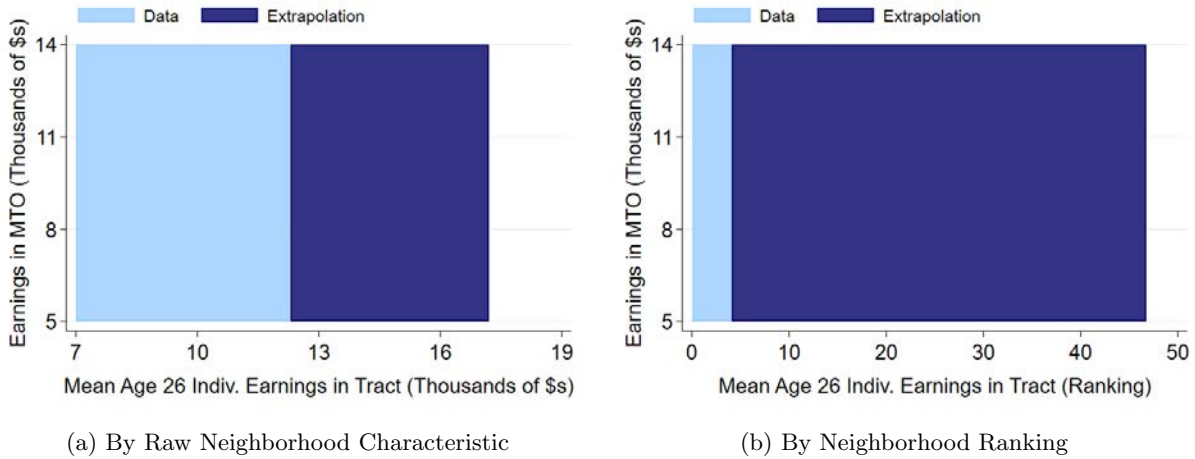 Data Extrapolation
Earnings in MTO (Thousands of $s)
14
11
8
5
7 10 13 16 19
Mean Age 26 Indiv. Earnings in Tract (Thousands of $s)
(a) By Raw Neighborhood Characteristic
Data Extrapolation
Earnings in MTO (Thousands of $s)
14
11
8
5
0 10 20 30 40 50
Mean Age 26 Indiv. Earnings in Tract (Ranking)
(b) By Neighborhood Ranking